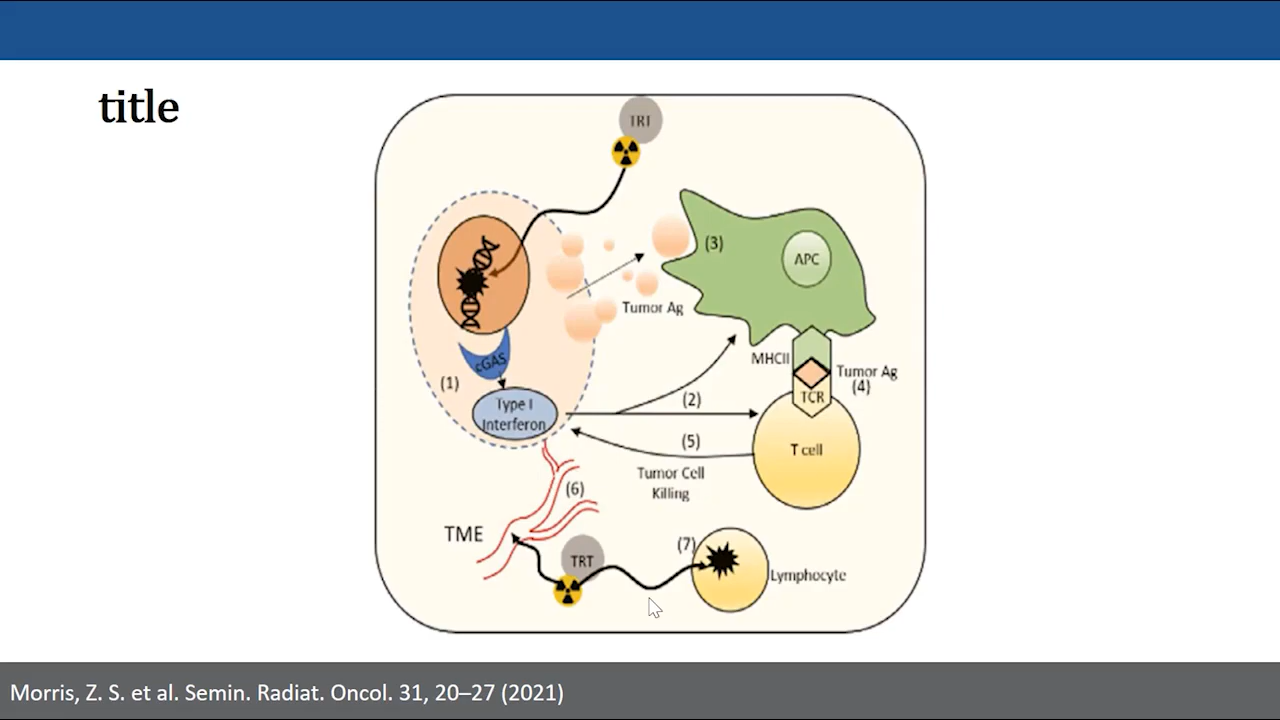 title
TRT
(3)
APC
Tumor Ag
cGAS
(1)
Type I
Interferon
MHCII
Tumor Ag
(4)
TCR
(2)
(5)
T cell
Tumor Cell
Killing
(6)
TME
TRT
(7)
Lymphocyte
Morris, Z. S. et al. Semin. Radiat. Oncol. 31, 20–27 (2021)